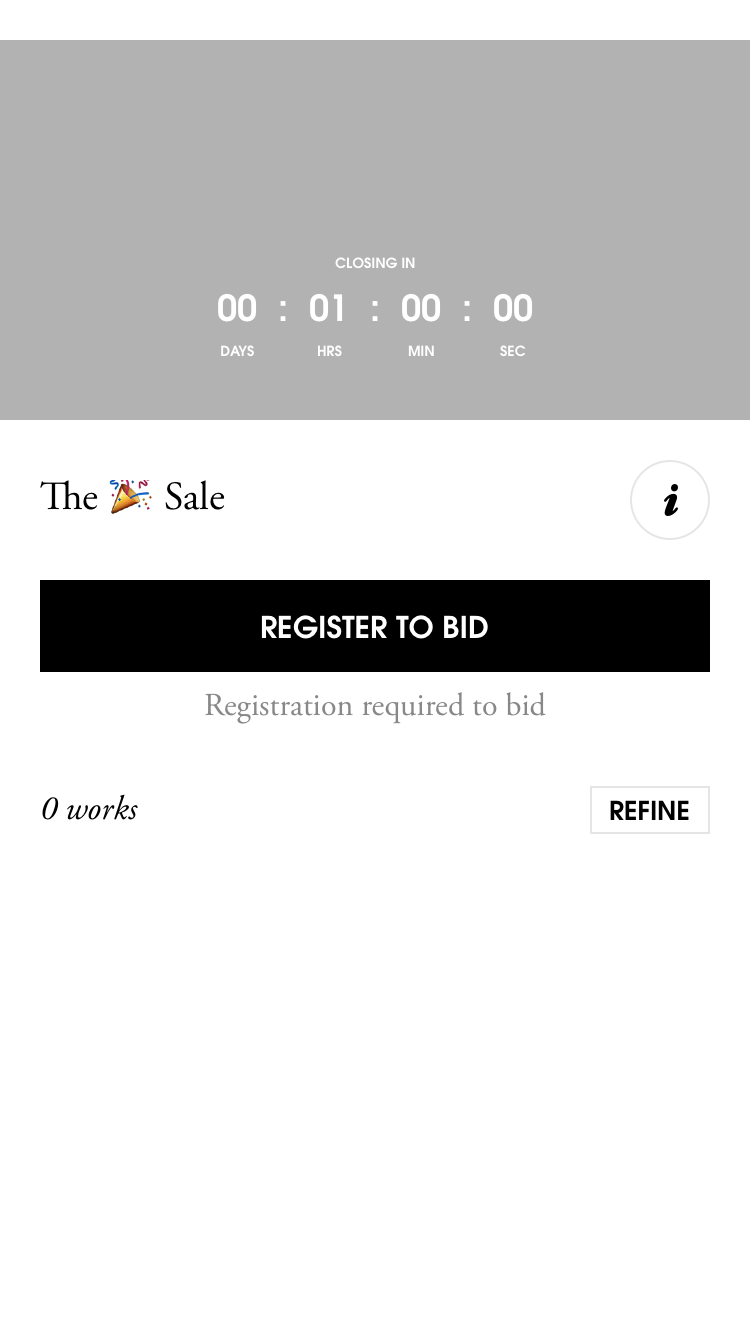 CLOSING IN
00 : 01 : 00 : 00
DAYS HRS MIN SEC
The 🎉 Sale
i
REGISTER TO BID
Registration required to bid
0 works
REFINE